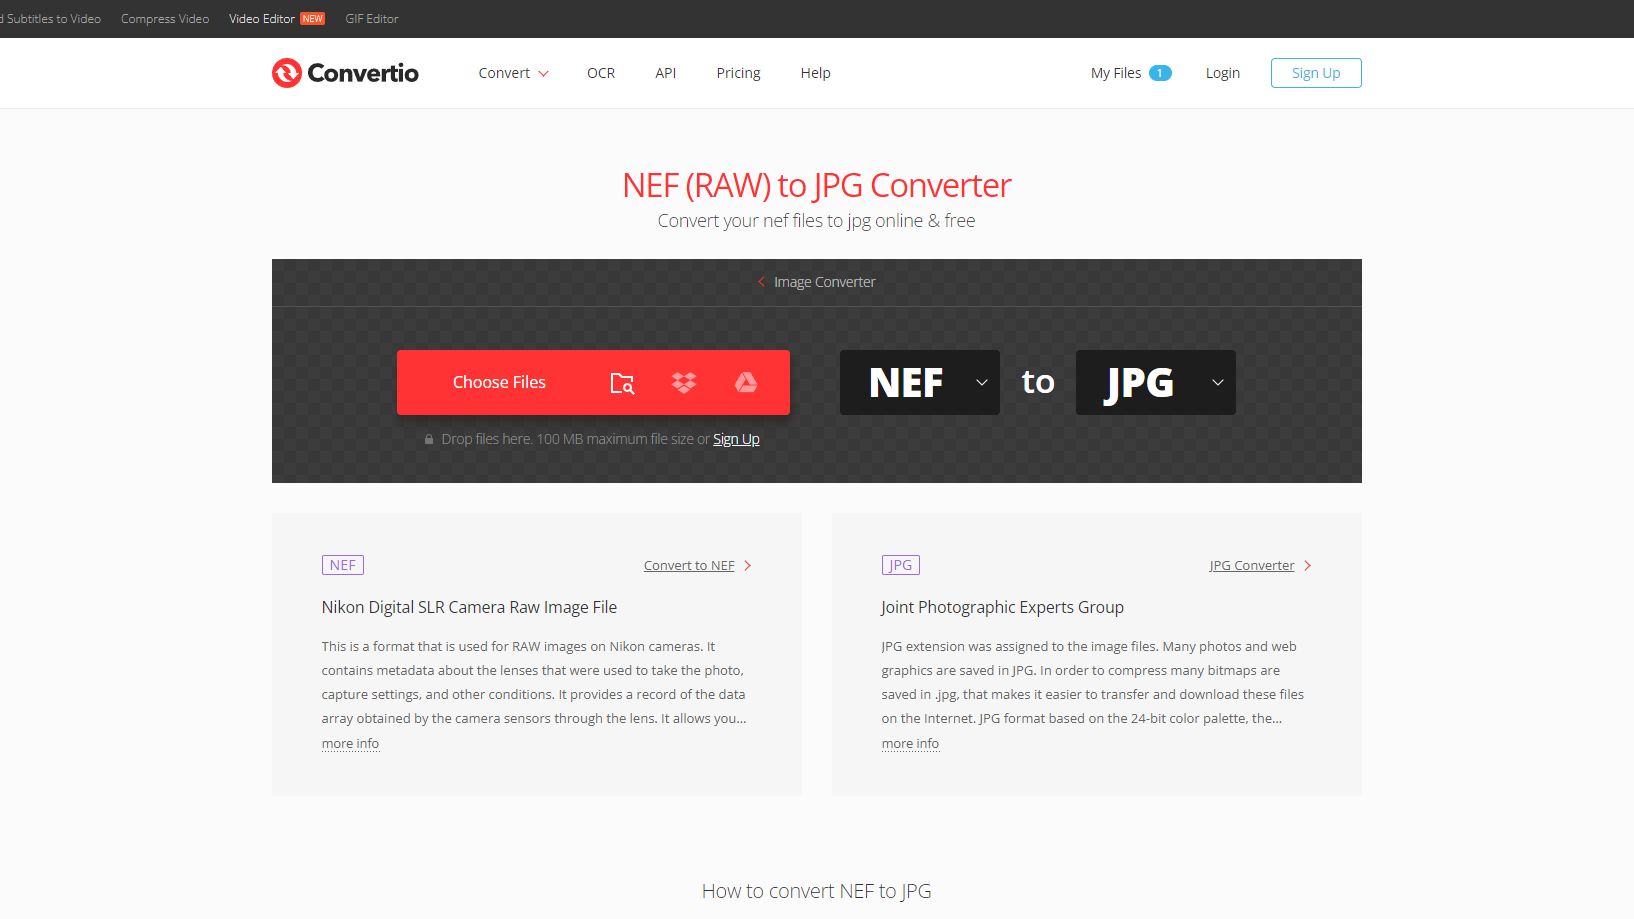 d Subtitles to Video Compress Video Video Editor NEW GIF Editor
Convertio Convert OCR API Pricing Help My Files 1 Login Sign Up
NEF (RAW) to JPG Converter
Convert your nef files to jpg online & free
Image Converter
Choose Files NEF to JPG
Drop files here. 100 MB maximum file size or Sign Up
NEF Convert to NEF
Nikon Digital SLR Camera Raw Image File
This is a format that is used for RAW images on Nikon cameras. It
contains metadata about the lenses that were used to take the photo,
capture settings, and other conditions. It provides a record of the data
array obtained by the camera sensors through the lens. It allows you...
more info
JPG JPG Converter
Joint Photographic Experts Group
JPG extension was assigned to the image files. Many photos and web
graphics are saved in JPG. In order to compress many bitmaps are
saved in .jpg, that makes it easier to transfer and download these files
on the Internet. JPG format based on the 24-bit color palette, the...
more info
How to convert NEF to JPG